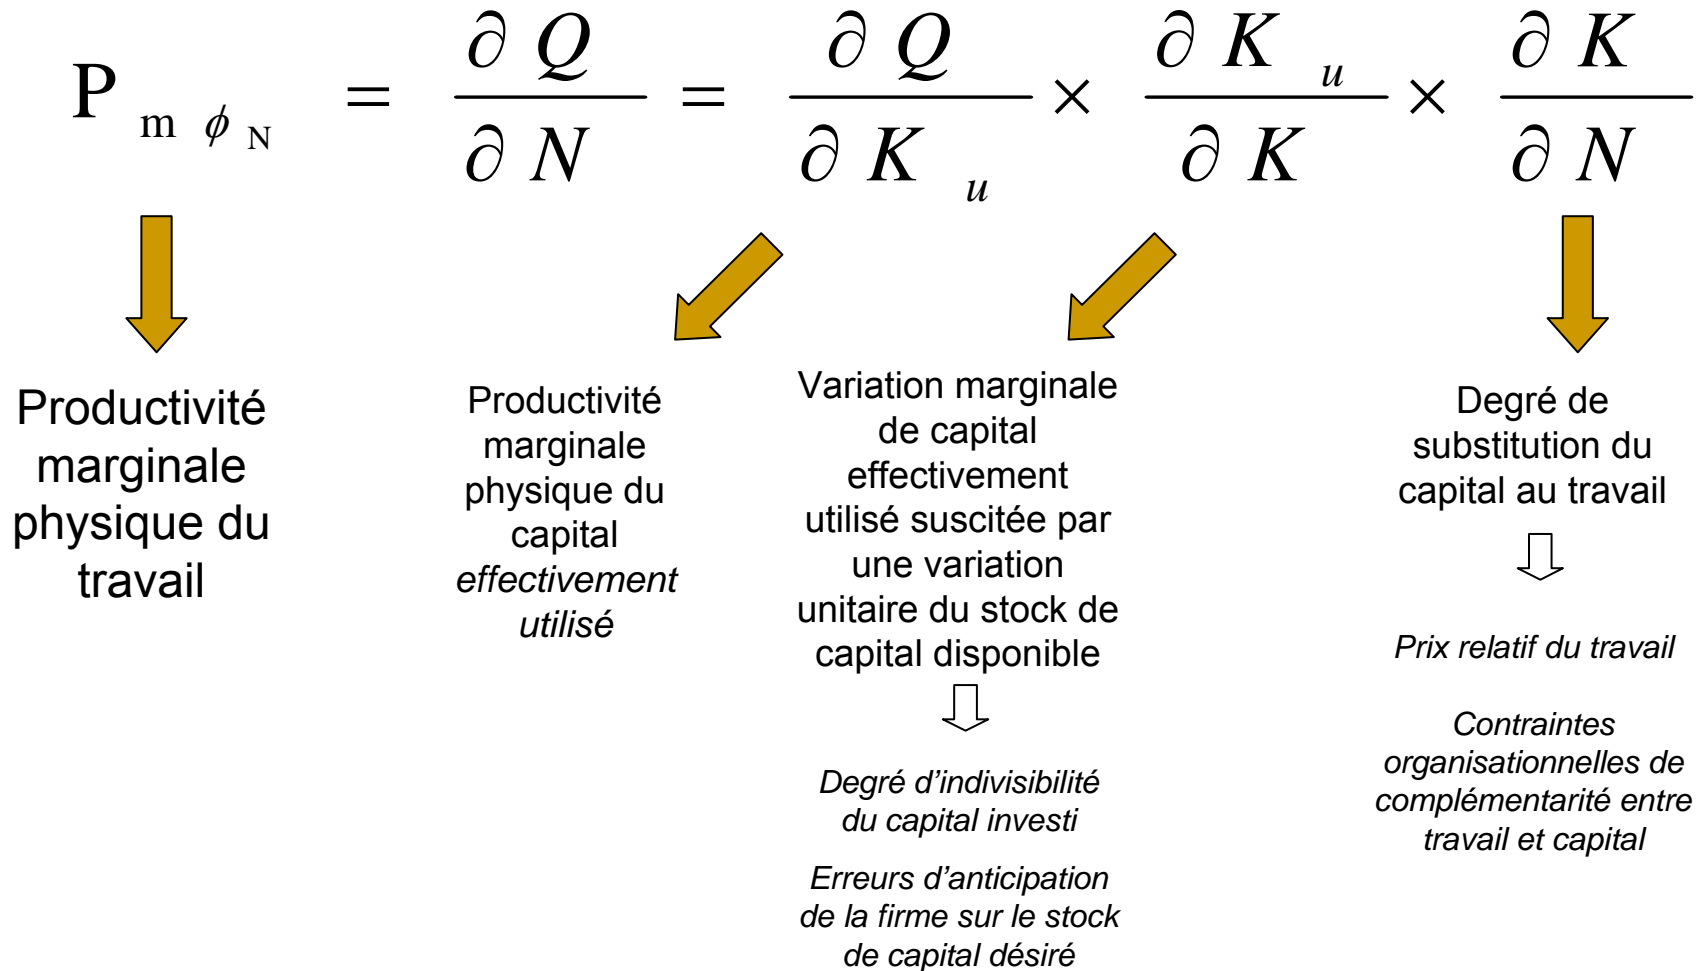 P m ϕ N = ∂Q/∂N = ∂Q/∂K u × ∂K u/∂K × ∂K/∂N
Productivité
marginale
physique du
travail
Productivité
marginale
physique du
capital
effectivement
utilisé
Variation marginale
de capital
effectivement
utilisé suscitée par
une variation
unitaire du stock de
capital disponible
Degré d’indivisibilité
du capital investi
Erreurs d’anticipation
de la firme sur le stock
de capital désiré
Degré de
substitution du
capital au travail
Prix relatif du travail
Contraintes
organisationnelles de
complémentarité entre
travail et capital